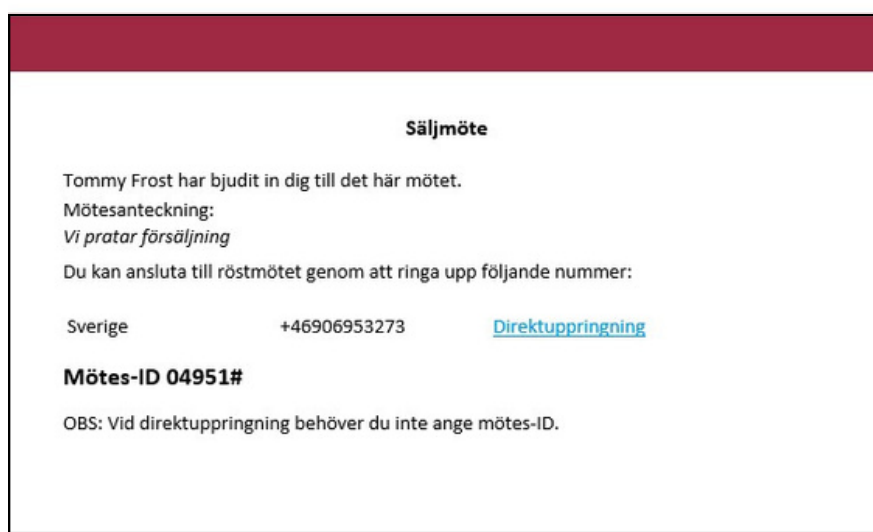 Säljmöte
Tommy Frost har bjudit in dig till det här mötet.
Mötesanteckning:
Vi pratar försäljning
Du kan ansluta till röstmötet genom att ringa upp följande nummer:
Sverige +46906953273 Direktuppringning
Mötes-ID 04951#
OBS: Vid direktuppringning behöver du inte ange mötes-ID.